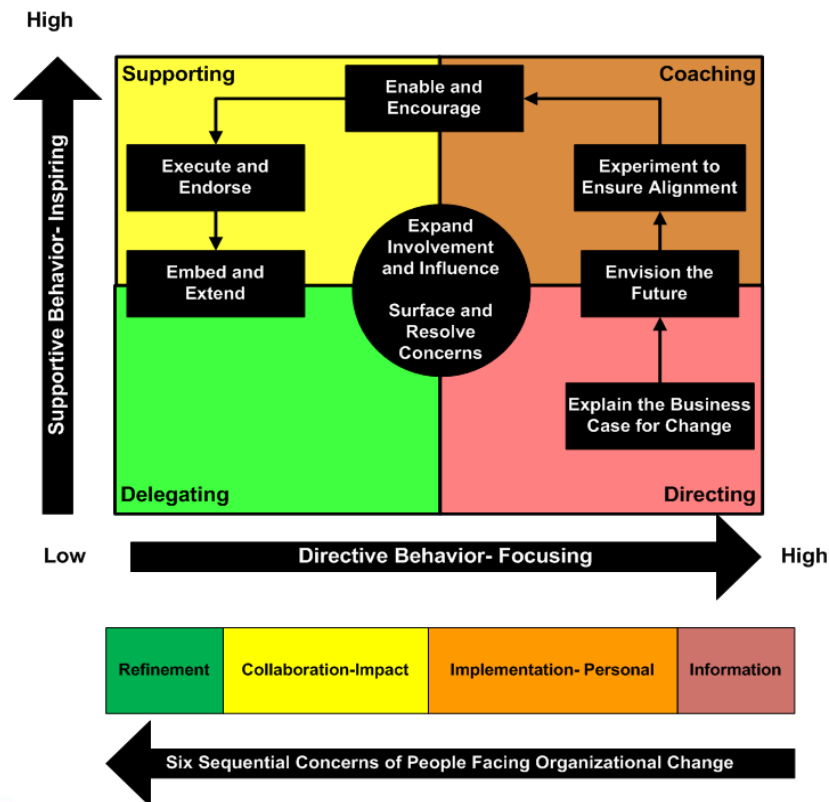 High
Supporting
Coaching
Enable and
Encourage
Execute and
Endorse
Experiment to
Ensure Alignment
Expand
Involvement
and Influence
Embed and
Extend
Envision the
Future
Surface and
Resolve
Concerns
Explain the Business
Case for Change
Supportive Behavior- Inspiring
Delegating
Directing
Low
Directive Behavior- Focusing
High
Refinement
Collaboration-Impact
Implementation- Personal
Information
Six Sequential Concerns of People Facing Organizational Change